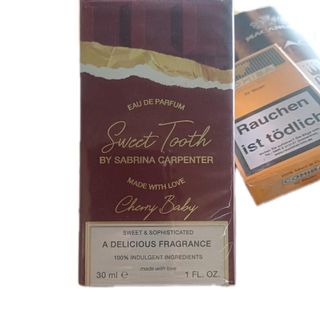 EAU DE PARFUM
Sweet Tooth
BY SABRINA CARPENTER
MADE WITH LOVE
Cherry Baby
SWEET & SOPHISTICATED
A DELICIOUS FRAGRANCE
100% INDULGENT INGREDIENTS
30 ml e made with love 1 FL. OZ.
Rauchen
ist tödlich